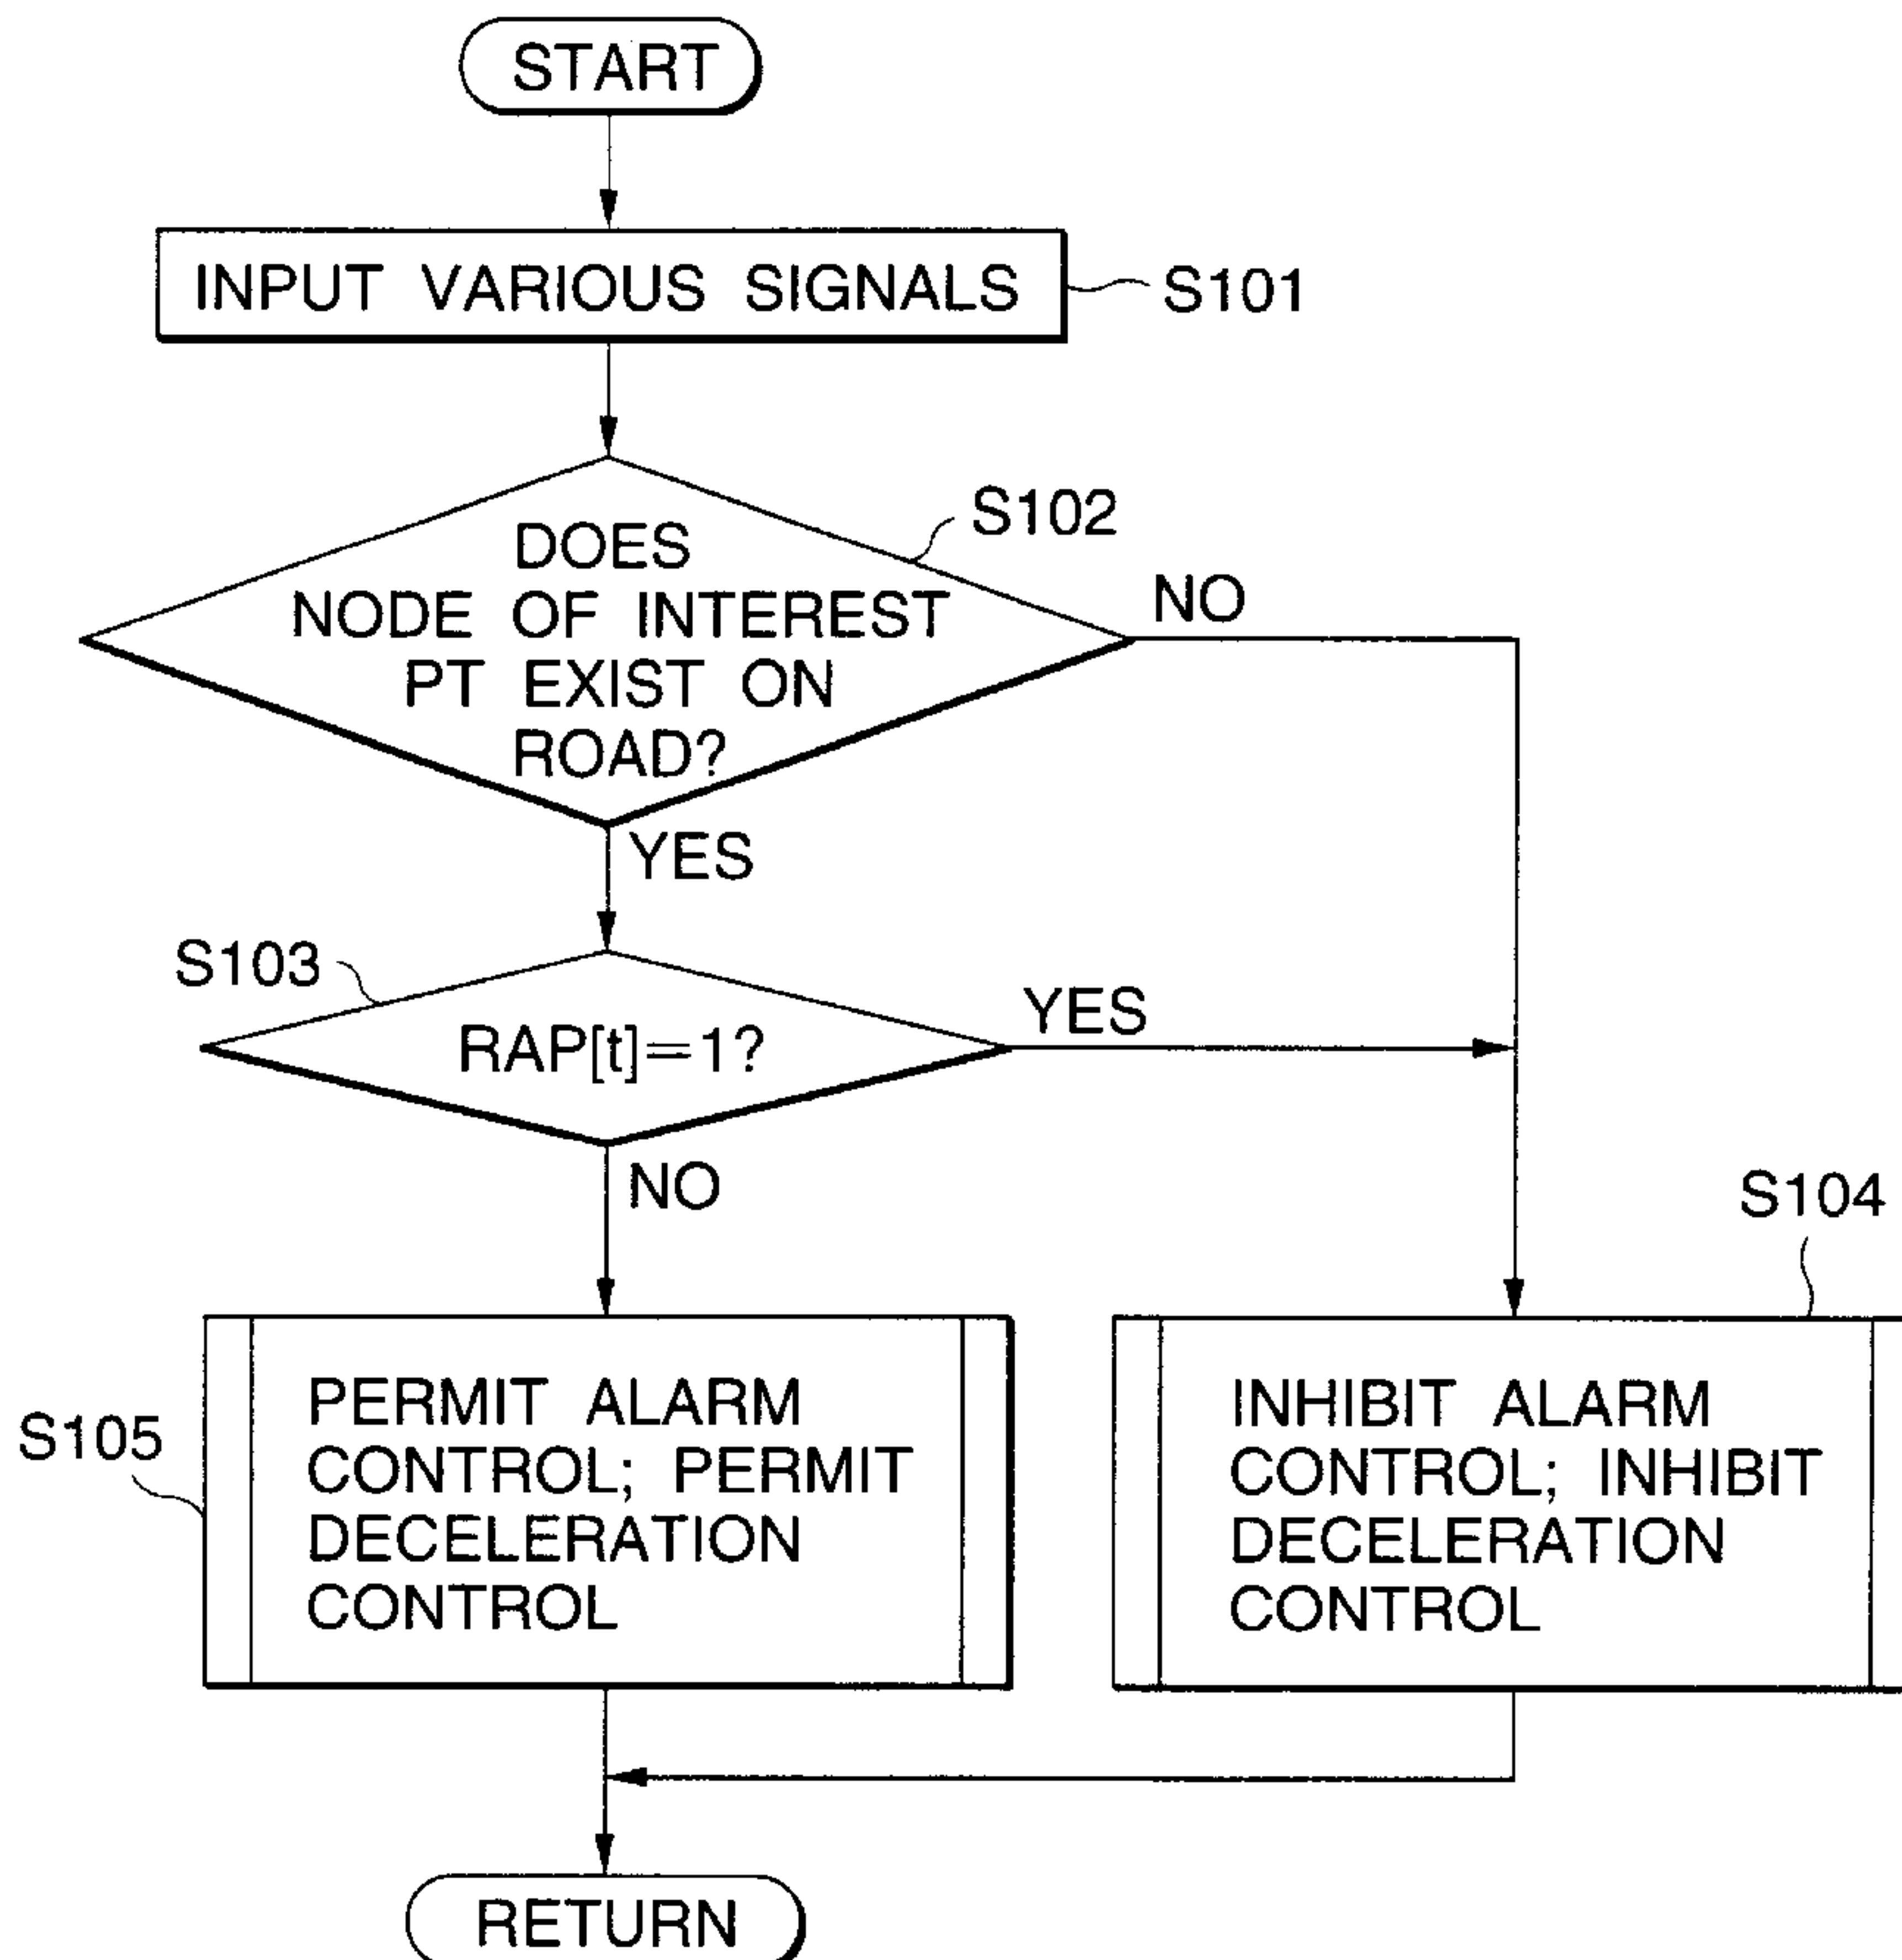 START
INPUT VARIOUS SIGNALS
S101
S102
DOES
NODE OF INTEREST
PT EXIST ON
ROAD?
NO
YES
S103
RAP[t]=1?
YES
NO
S104
S105
PERMIT ALARM
CONTROL; PERMIT
DECELERATION
CONTROL
INHIBIT ALARM
CONTROL; INHIBIT
DECELERATION
CONTROL
RETURN